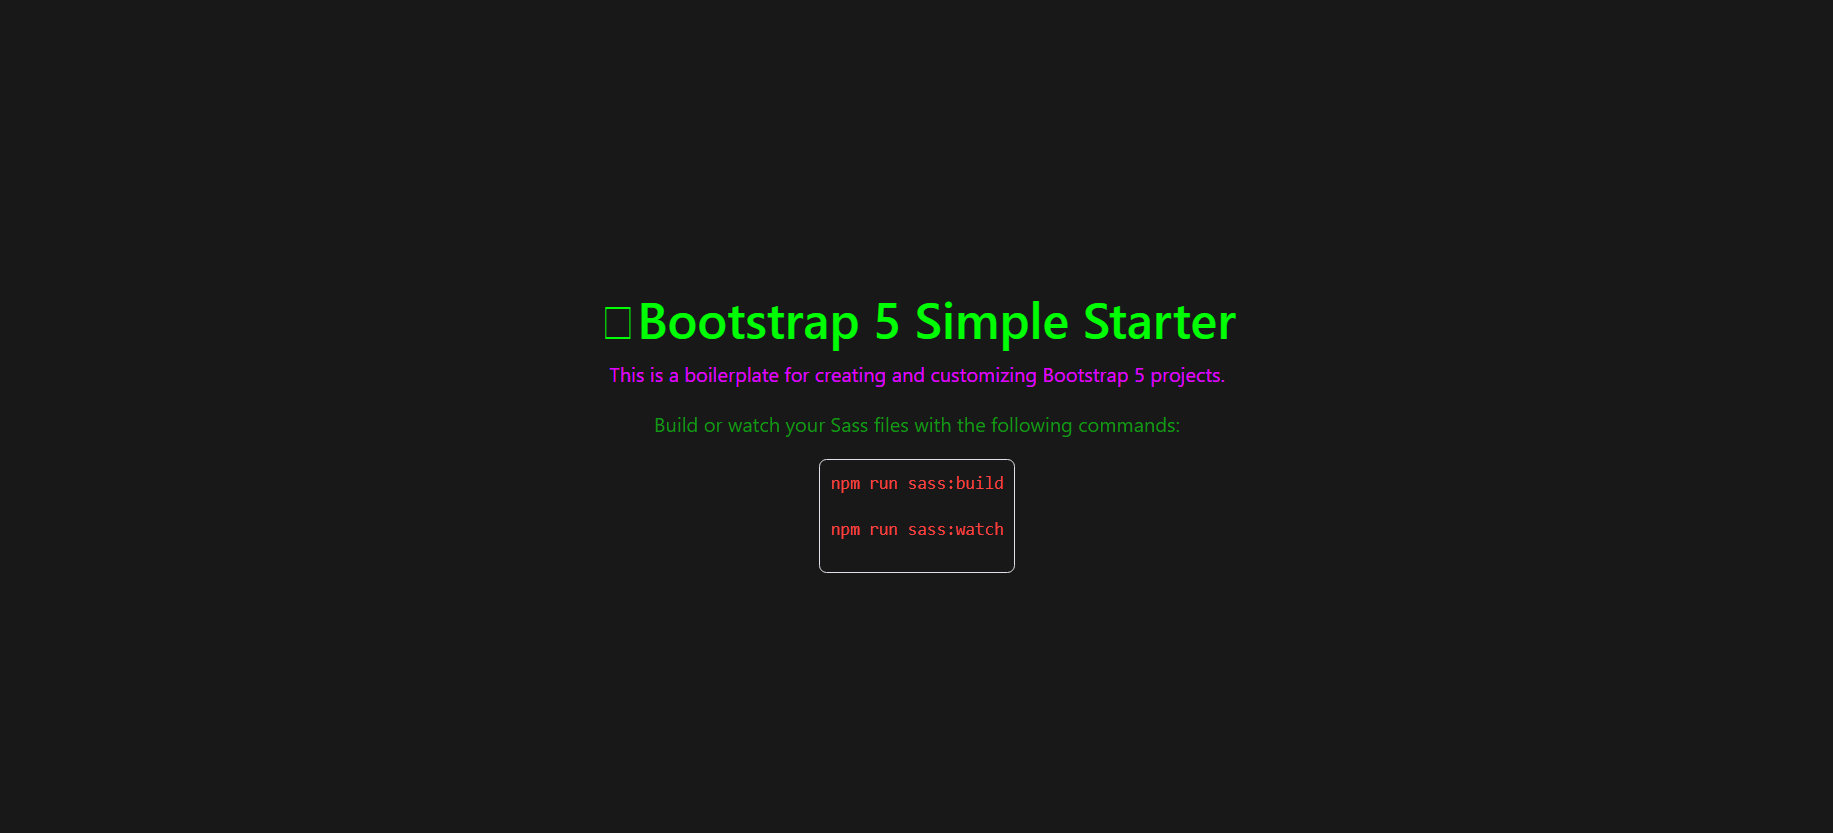 Bootstrap 5 Simple Starter
This is a boilerplate for creating and customizing Bootstrap 5 projects.
Build or watch your Sass files with the following commands:
npm run sass:build
npm run sass:watch